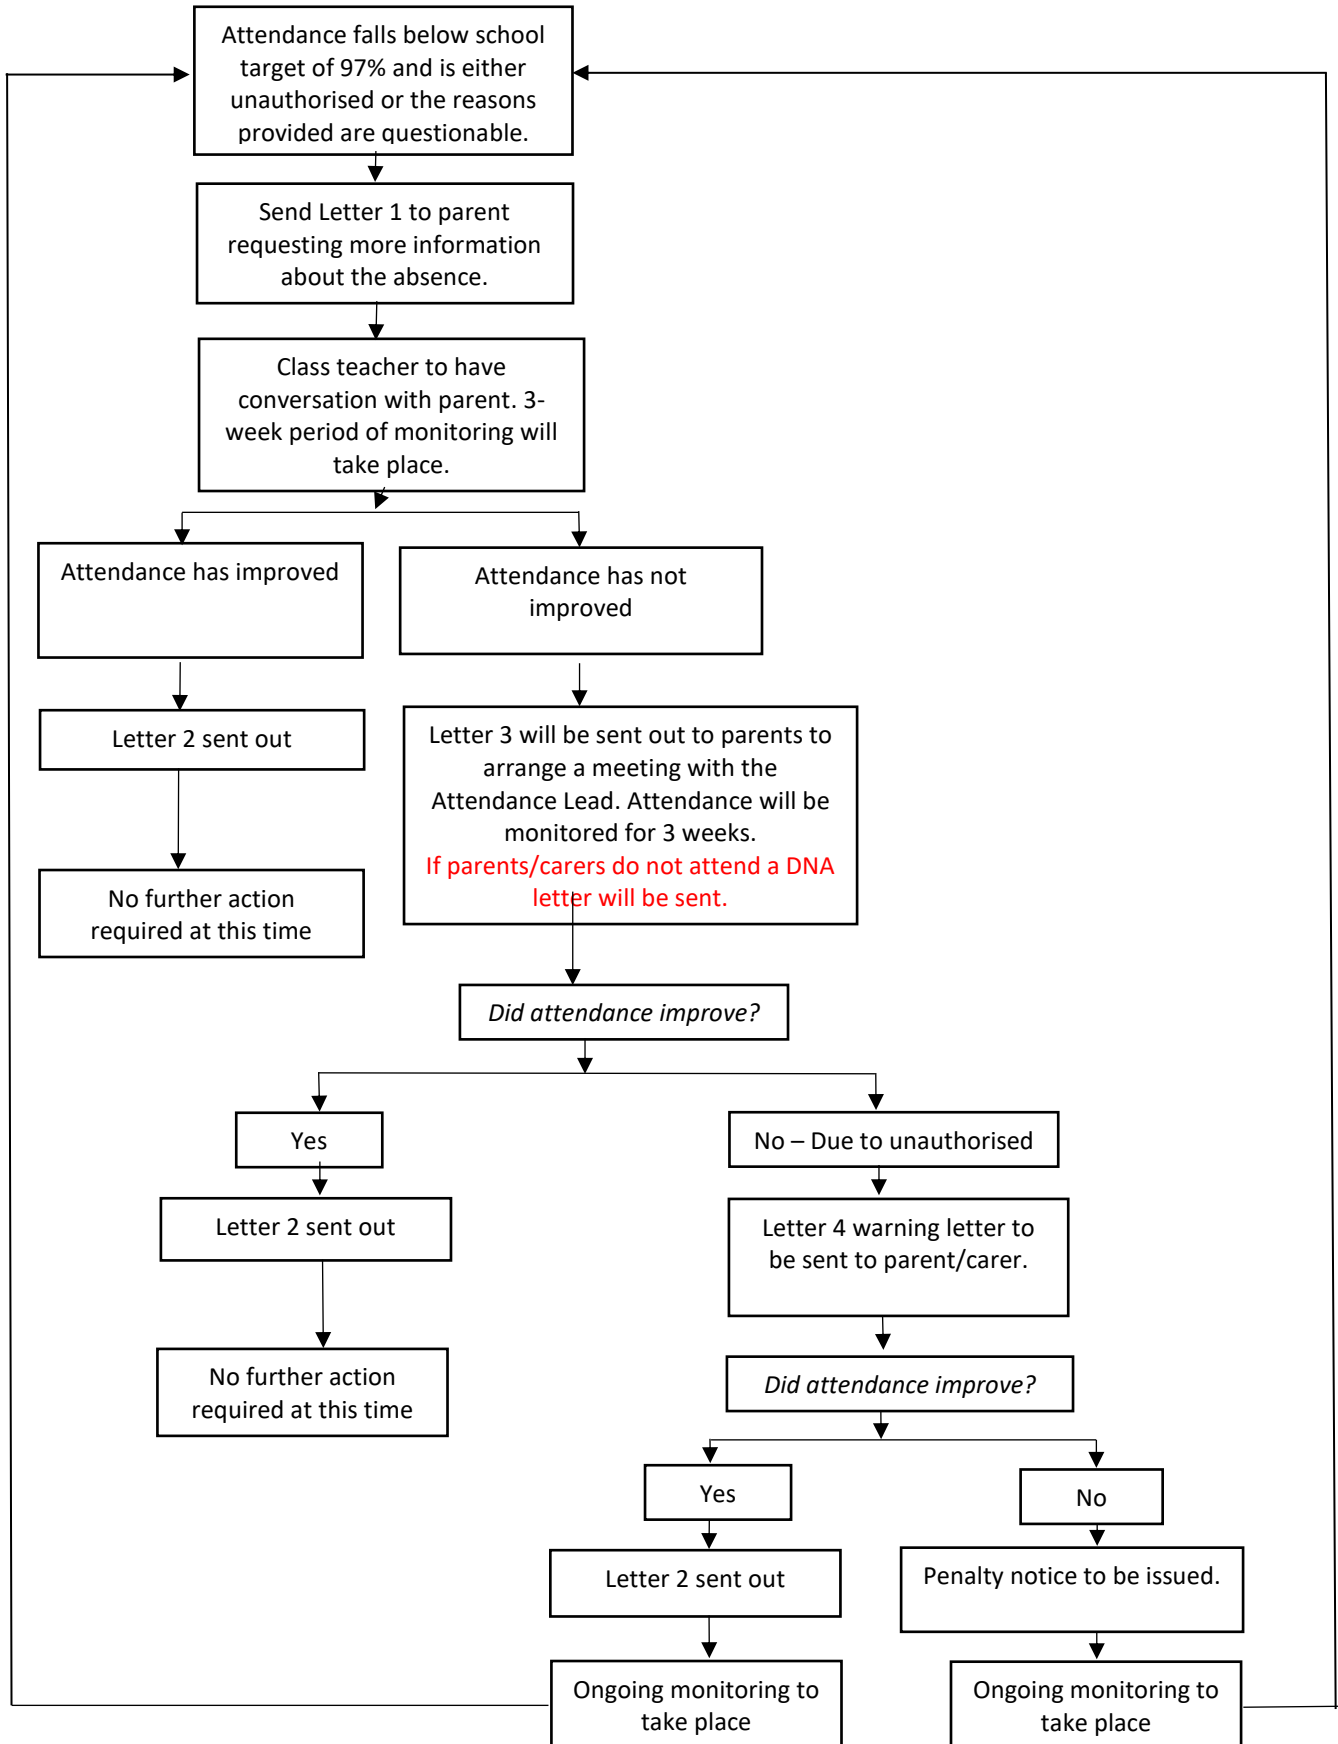 Attendance falls below school
target of 97% and is either
unauthorised or the reasons
provided are questionable.
Send Letter 1 to parent
requesting more information
about the absence.
Class teacher to have
conversation with parent. 3-
week period of monitoring will
take place.
Attendance has improved
Attendance has not
improved
Letter 2 sent out
Letter 3 will be sent out to parents to
arrange a meeting with the
Attendance Lead. Attendance will be
monitored for 3 weeks.
If parents/carers do not attend a DNA
letter will be sent.
No further action
required at this time
Did attendance improve?
Yes
No – Due to unauthorised
Letter 2 sent out
Letter 4 warning letter to
be sent to parent/carer.
No further action
required at this time
Did attendance improve?
Yes
No
Letter 2 sent out
Penalty notice to be issued.
Ongoing monitoring to
take place
Ongoing monitoring to
take place